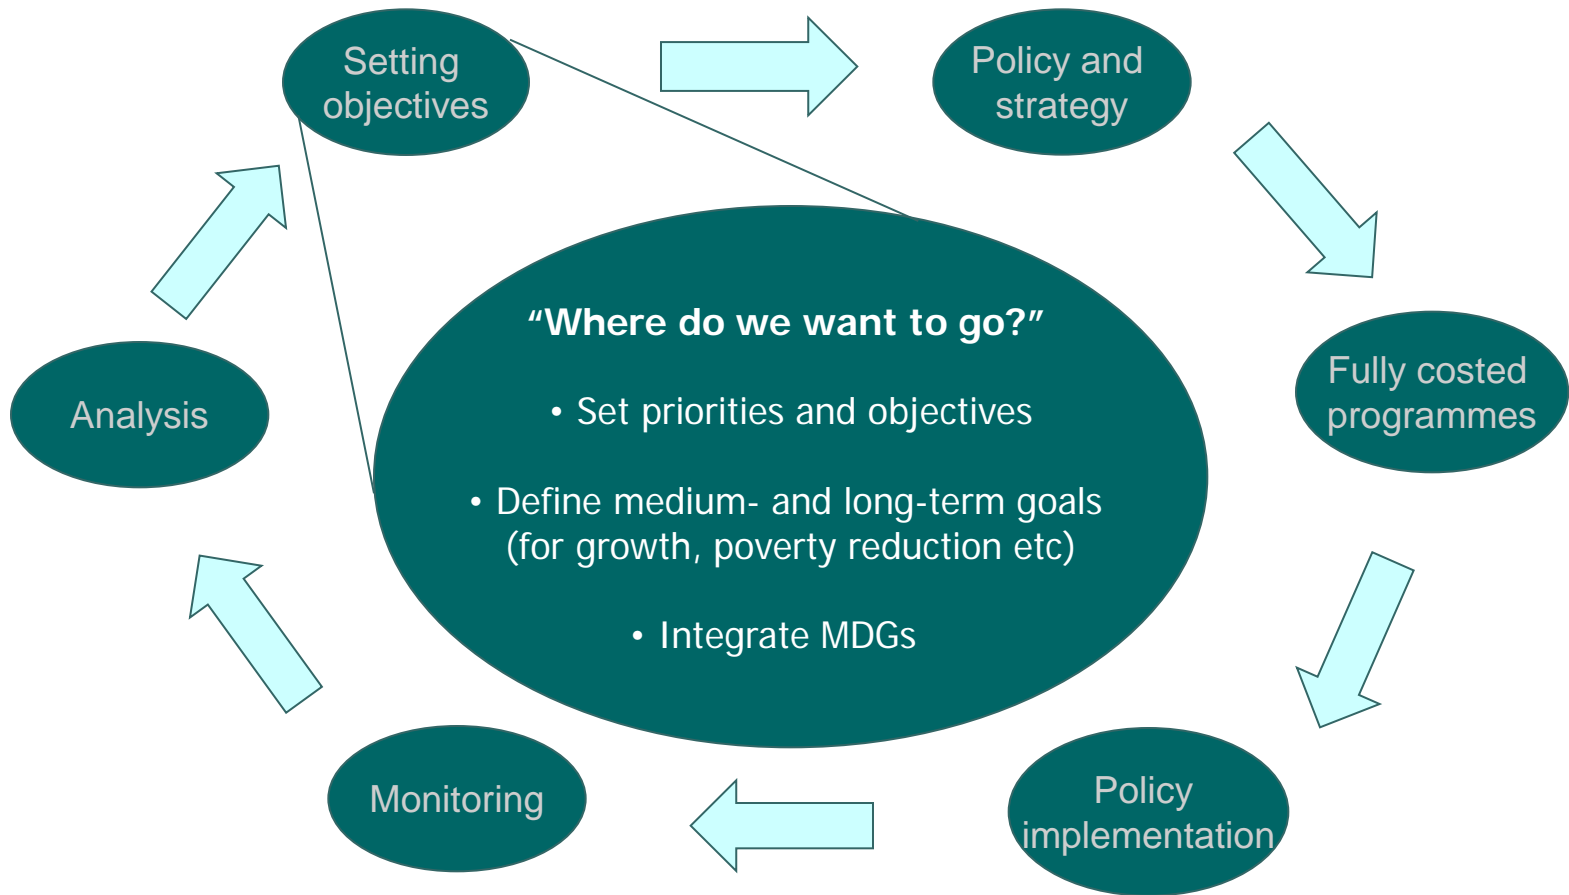 Setting
objectives
Policy and
strategy
Fully costed
programmes
Policy
implementation
Monitoring
Analysis
“Where do we want to go?”
• Set priorities and objectives
• Define medium- and long-term goals
(for growth, poverty reduction etc)
• Integrate MDGs